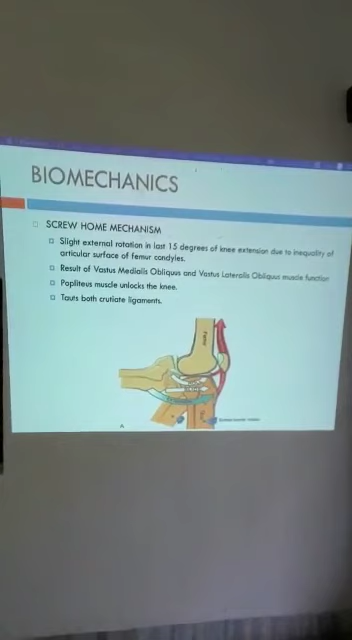 BIOMECHANICS
SCREW HOME MECHANISM
Slight external rotation in last 15 degrees of knee extension due to inequality of
articular surface of femur condyles.
Result of Vastus Medialis Obliquus and Vastus Lateralis Obliquus muscle function
Popliteus muscle unlocks the knee.
Tauts both crutiate ligaments.
Femur
A